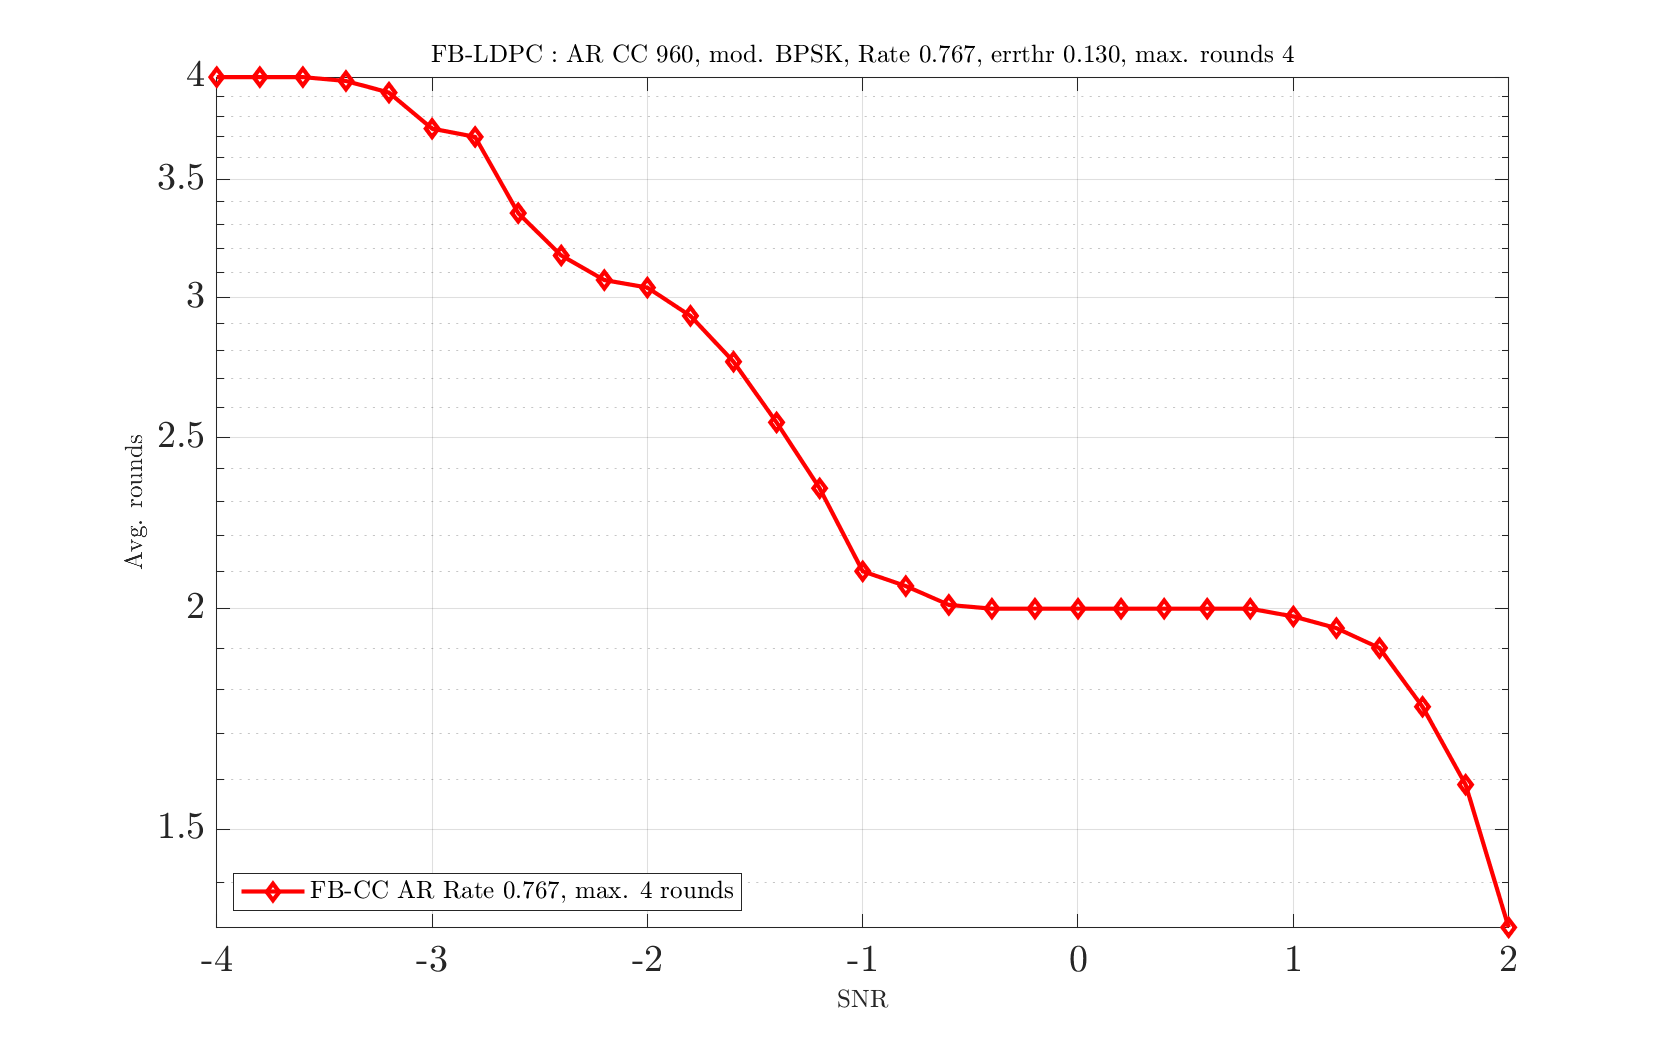 FB-LDPC : AR CC 960, mod. BPSK, Rate 0.767, errthr 0.130, max. rounds 4
4
3.5
3
2.5
2
1.5
Avg. rounds
FB-CC AR Rate 0.767, max. 4 rounds
-4 -3 -2 -1 0 1 2
SNR